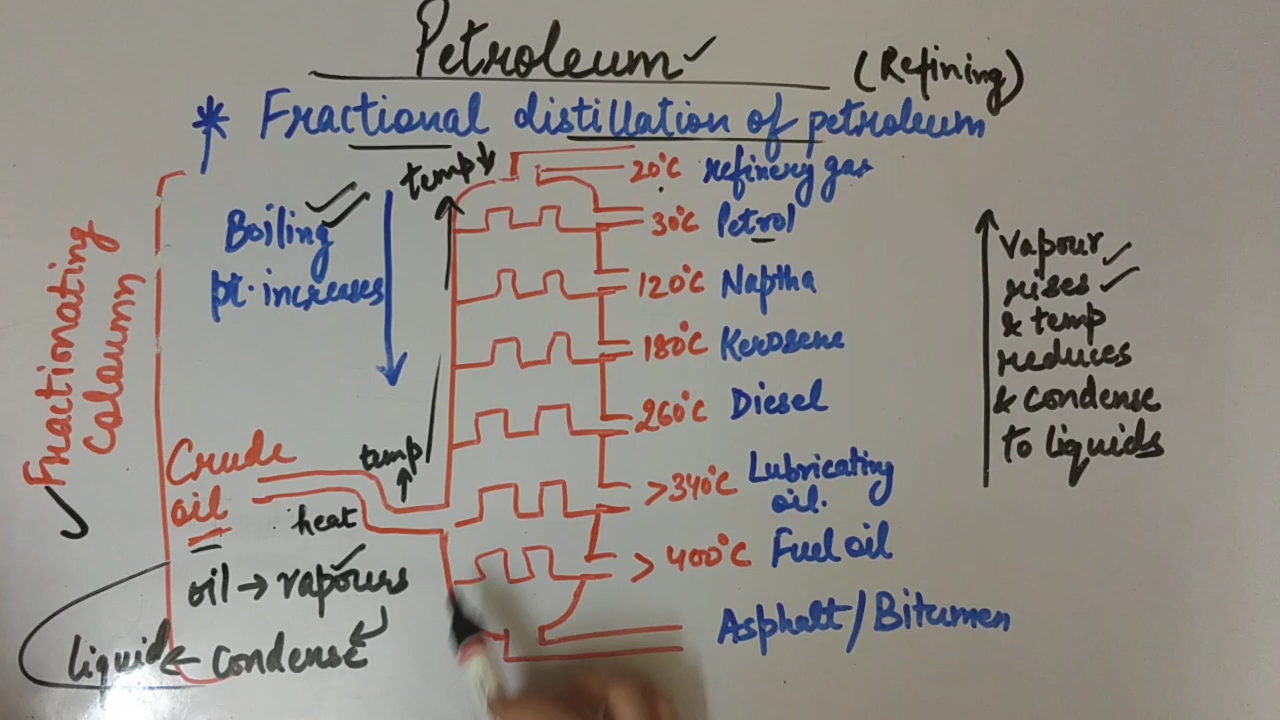 Petroleum
(Refining)
* Fractional distillation of petroleum
temp↓
20°C refinery gas
Boiling
pt. increases
30°C Petrol
120°C Naptha
180°C Kerosene
260°C Diesel
>340°C Lubricating
oil.
>400°C Fuel oil
Asphalt/Bitumen
Vapour
rises
& temp
reduces
& condense
to liquids
Fractionating
Coloumn
Crude
oil
temp
↑
heat
oil → vapours
liquid ← condense